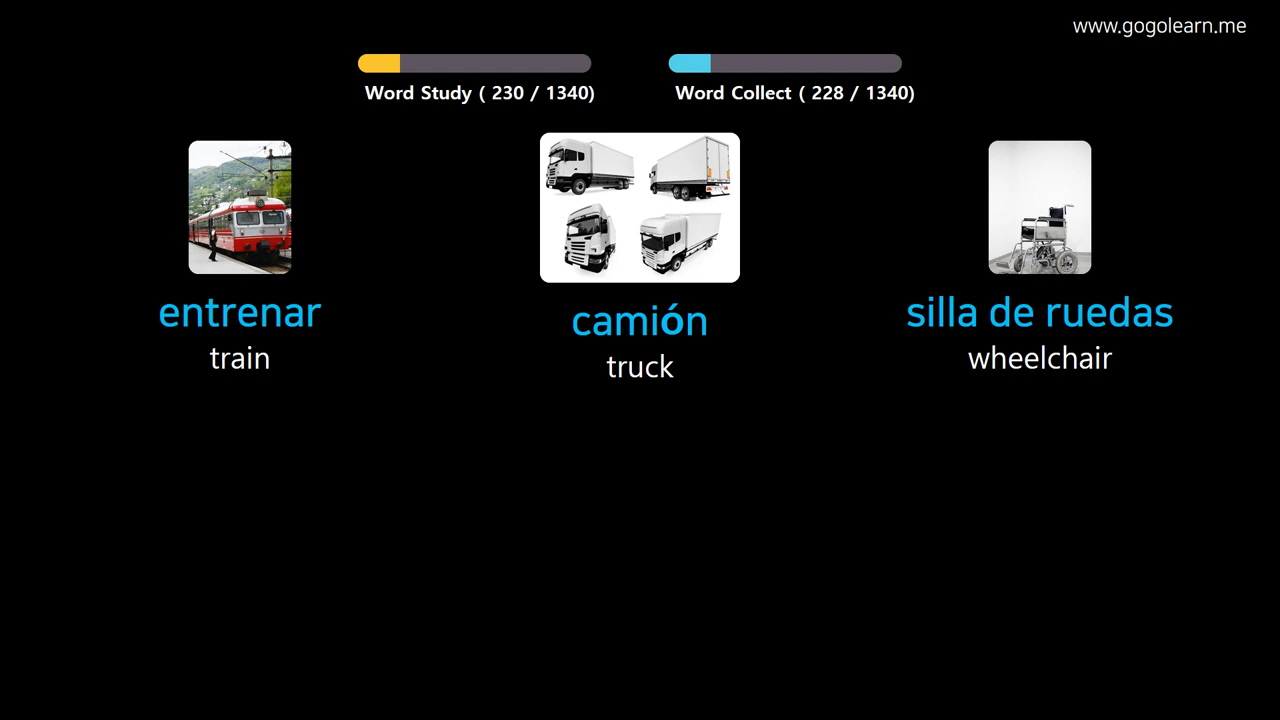 www.gogolearn.me
Word Study ( 230 / 1340)
Word Collect ( 228 / 1340)
entrenar
train
camión
truck
silla de ruedas
wheelchair